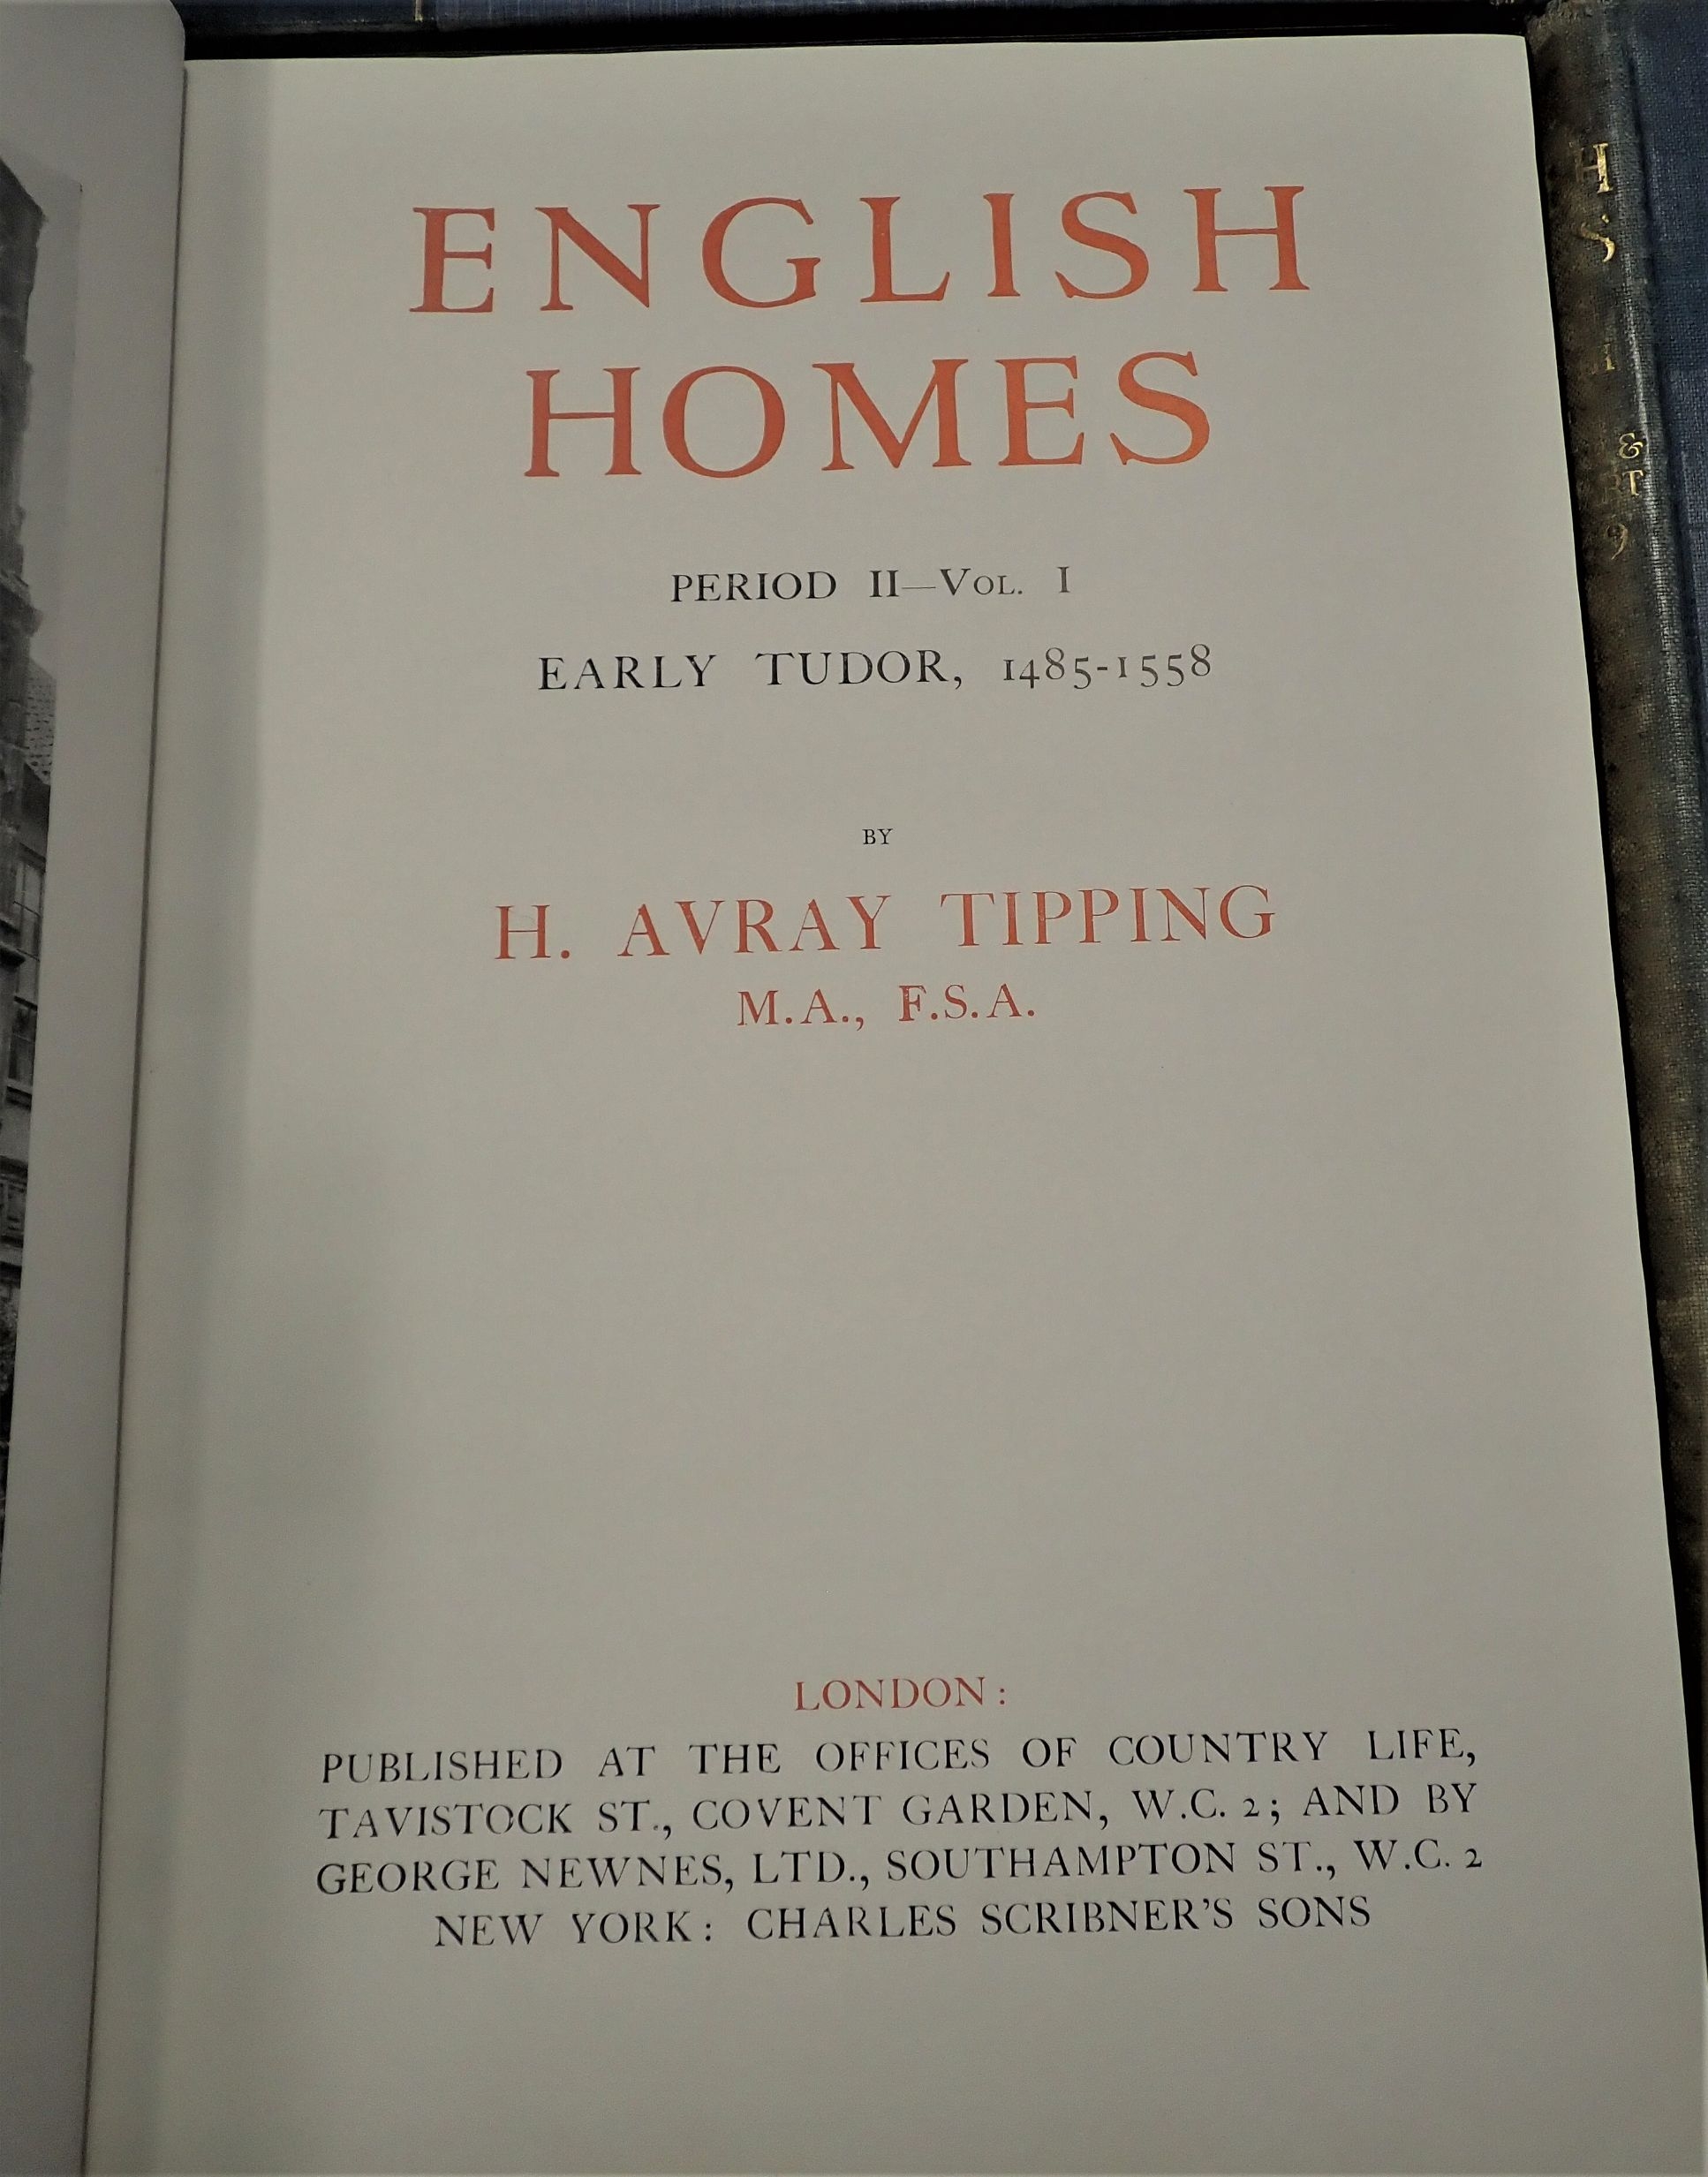 ENGLISH
HOMES
PERIOD II—VOL. I
EARLY TUDOR, 1485-1558
BY
H. AVRAY TIPPING
M.A., F.S.A.
LONDON:
PUBLISHED AT THE OFFICES OF COUNTRY LIFE,
TAVISTOCK ST., COVENT GARDEN, W.C. 2; AND BY
GEORGE NEWNES, LTD., SOUTHAMPTON ST., W.C. 2
NEW YORK: CHARLES SCRIBNER'S SONS
H
S
&
9